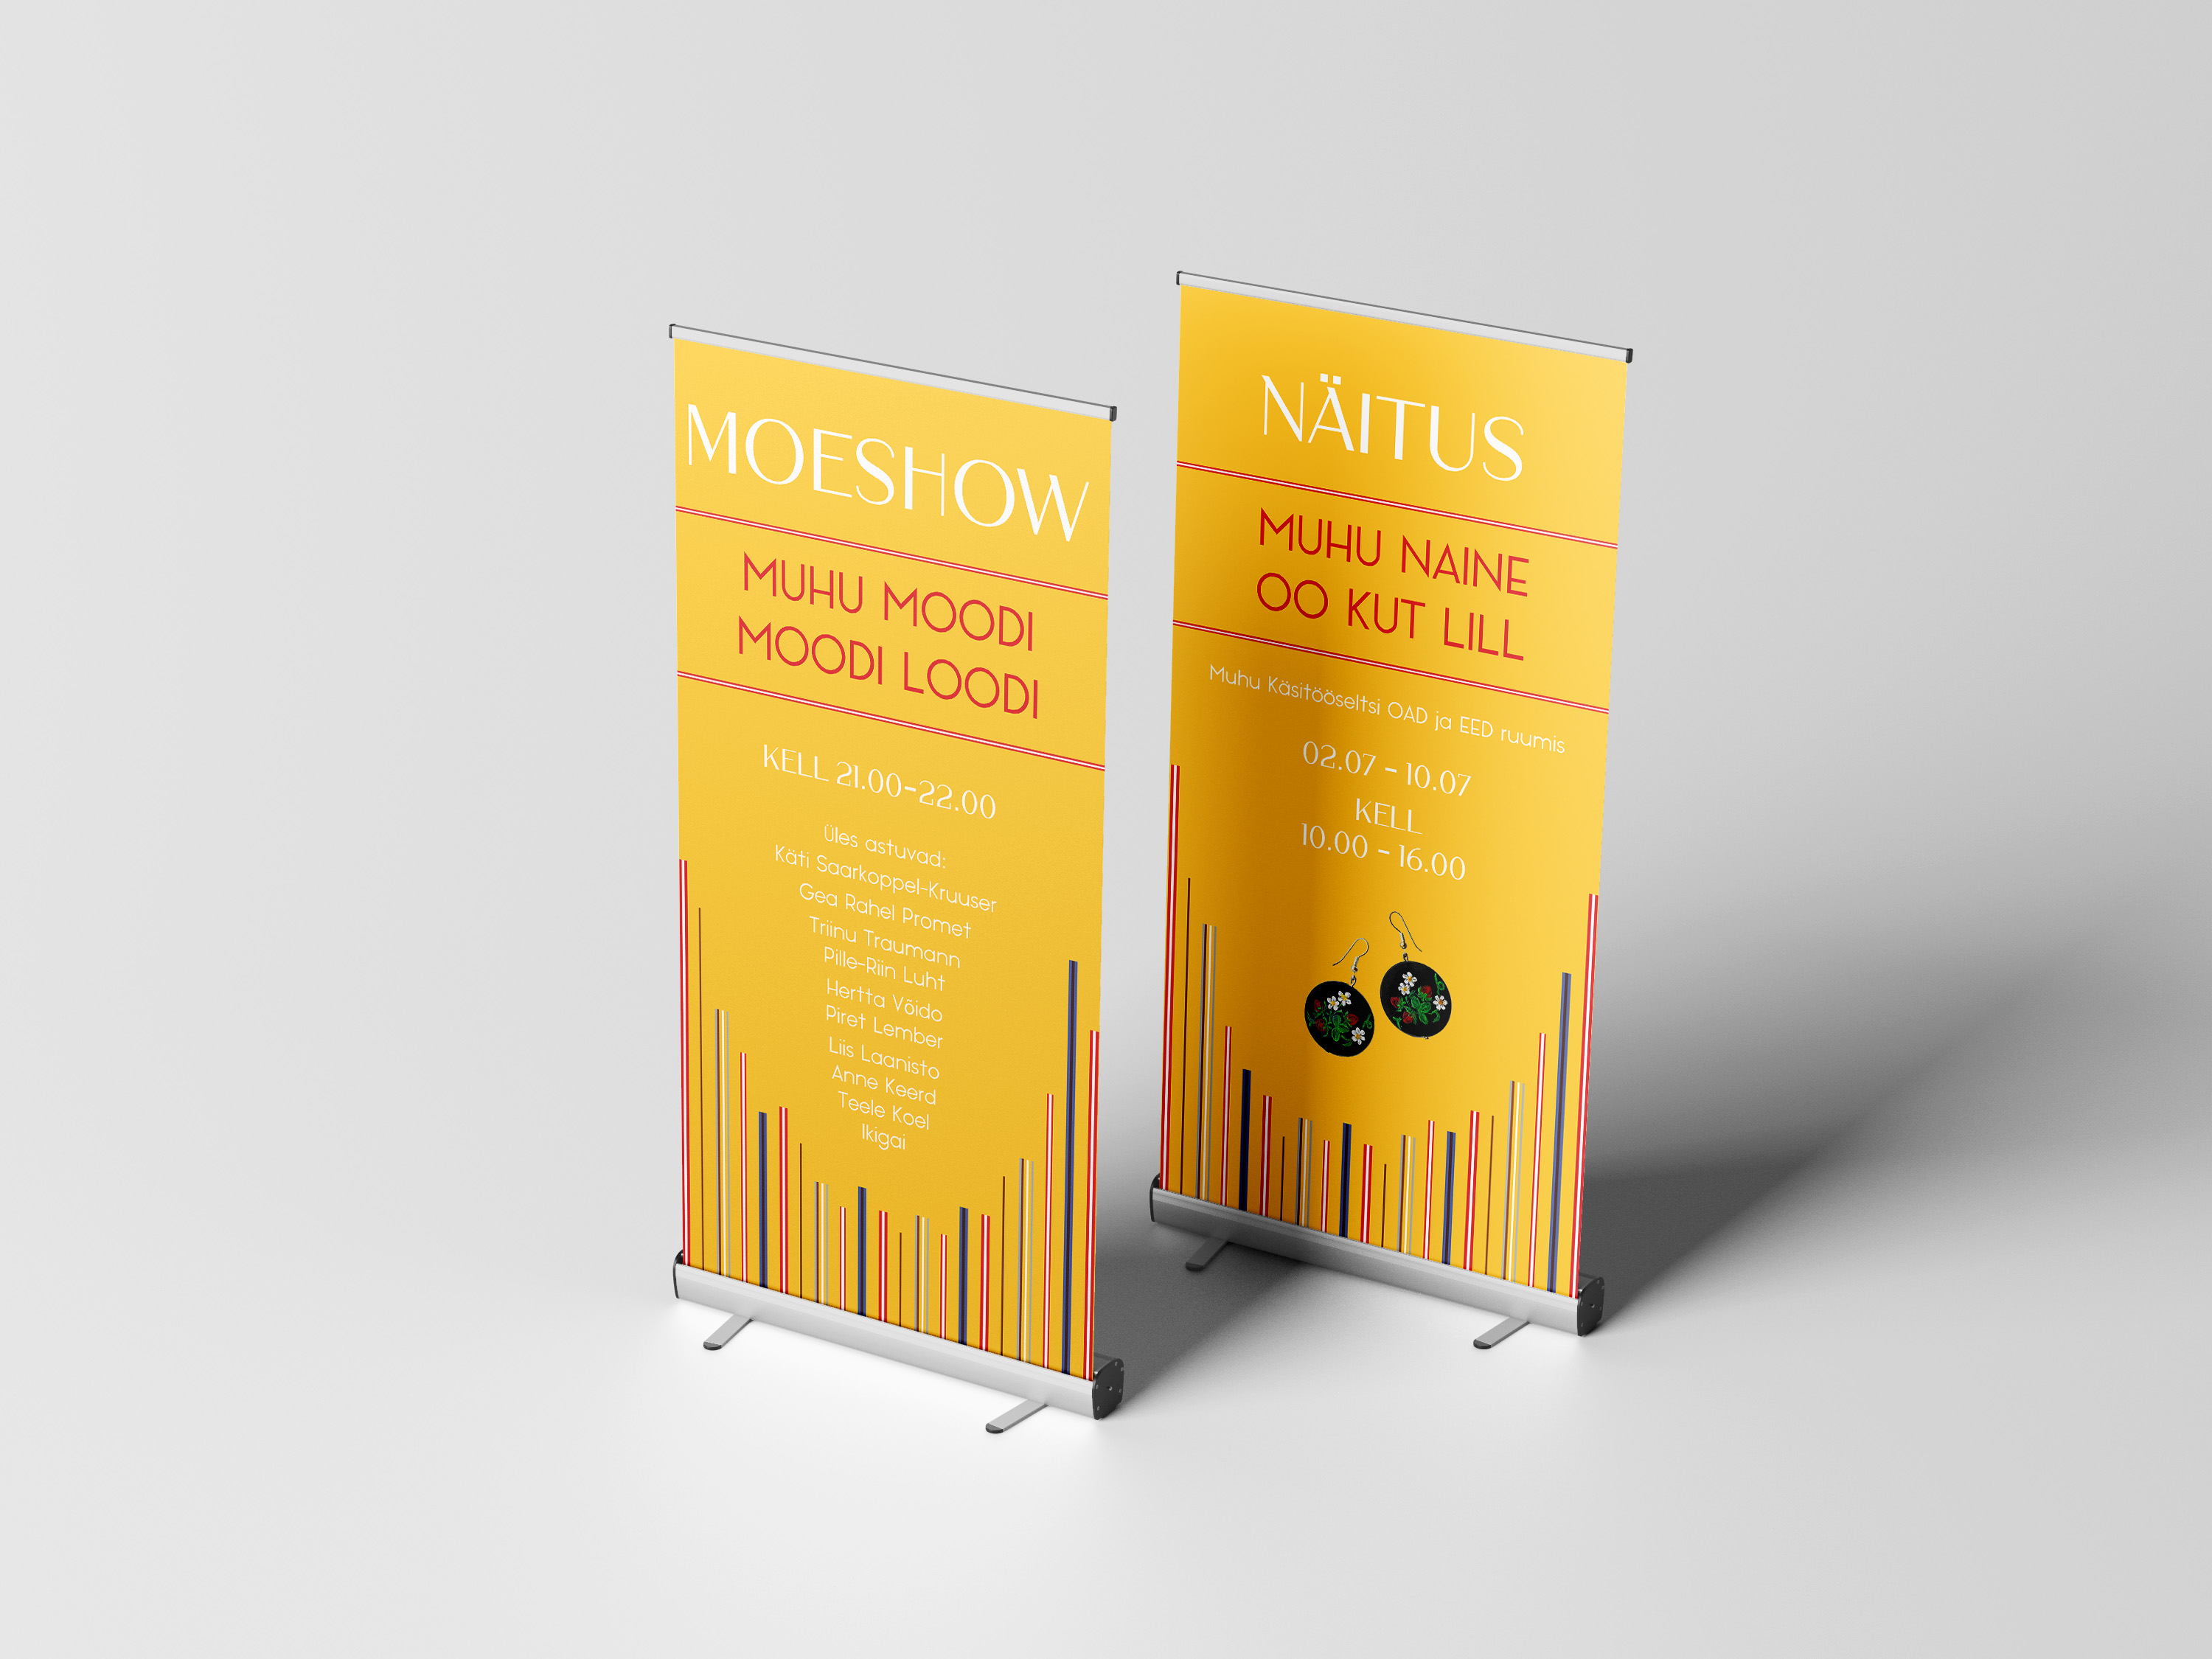 MOESHOW
MUHU MOODI
MOODI LOODI
KELL 21.00-22.00
Üles astuvad:
Käti Saarkoppel-Kruuser
Gea Rahel Promet
Triinu Traumann
Pille-Riin Luht
Hertta Võido
Piret Lember
Liis Laanisto
Anne Keerd
Teele Koel
Ikigai
NÄITUS
MUHU NAINE
OO KUT LILL
Muhu Käsitööseltsi OAD ja EED ruumis
02.07 - 10.07
KELL
10.00 - 16.00